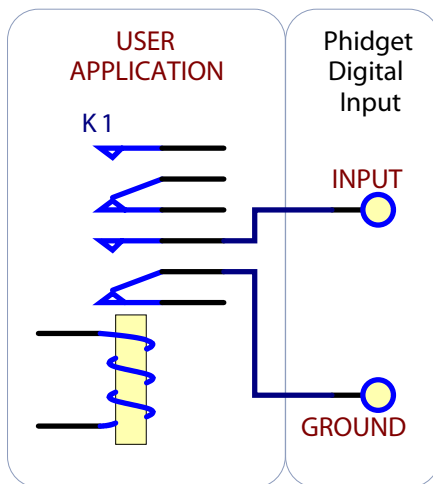 USER
APPLICATION
Phidget
Digital
Input
K1
INPUT
GROUND